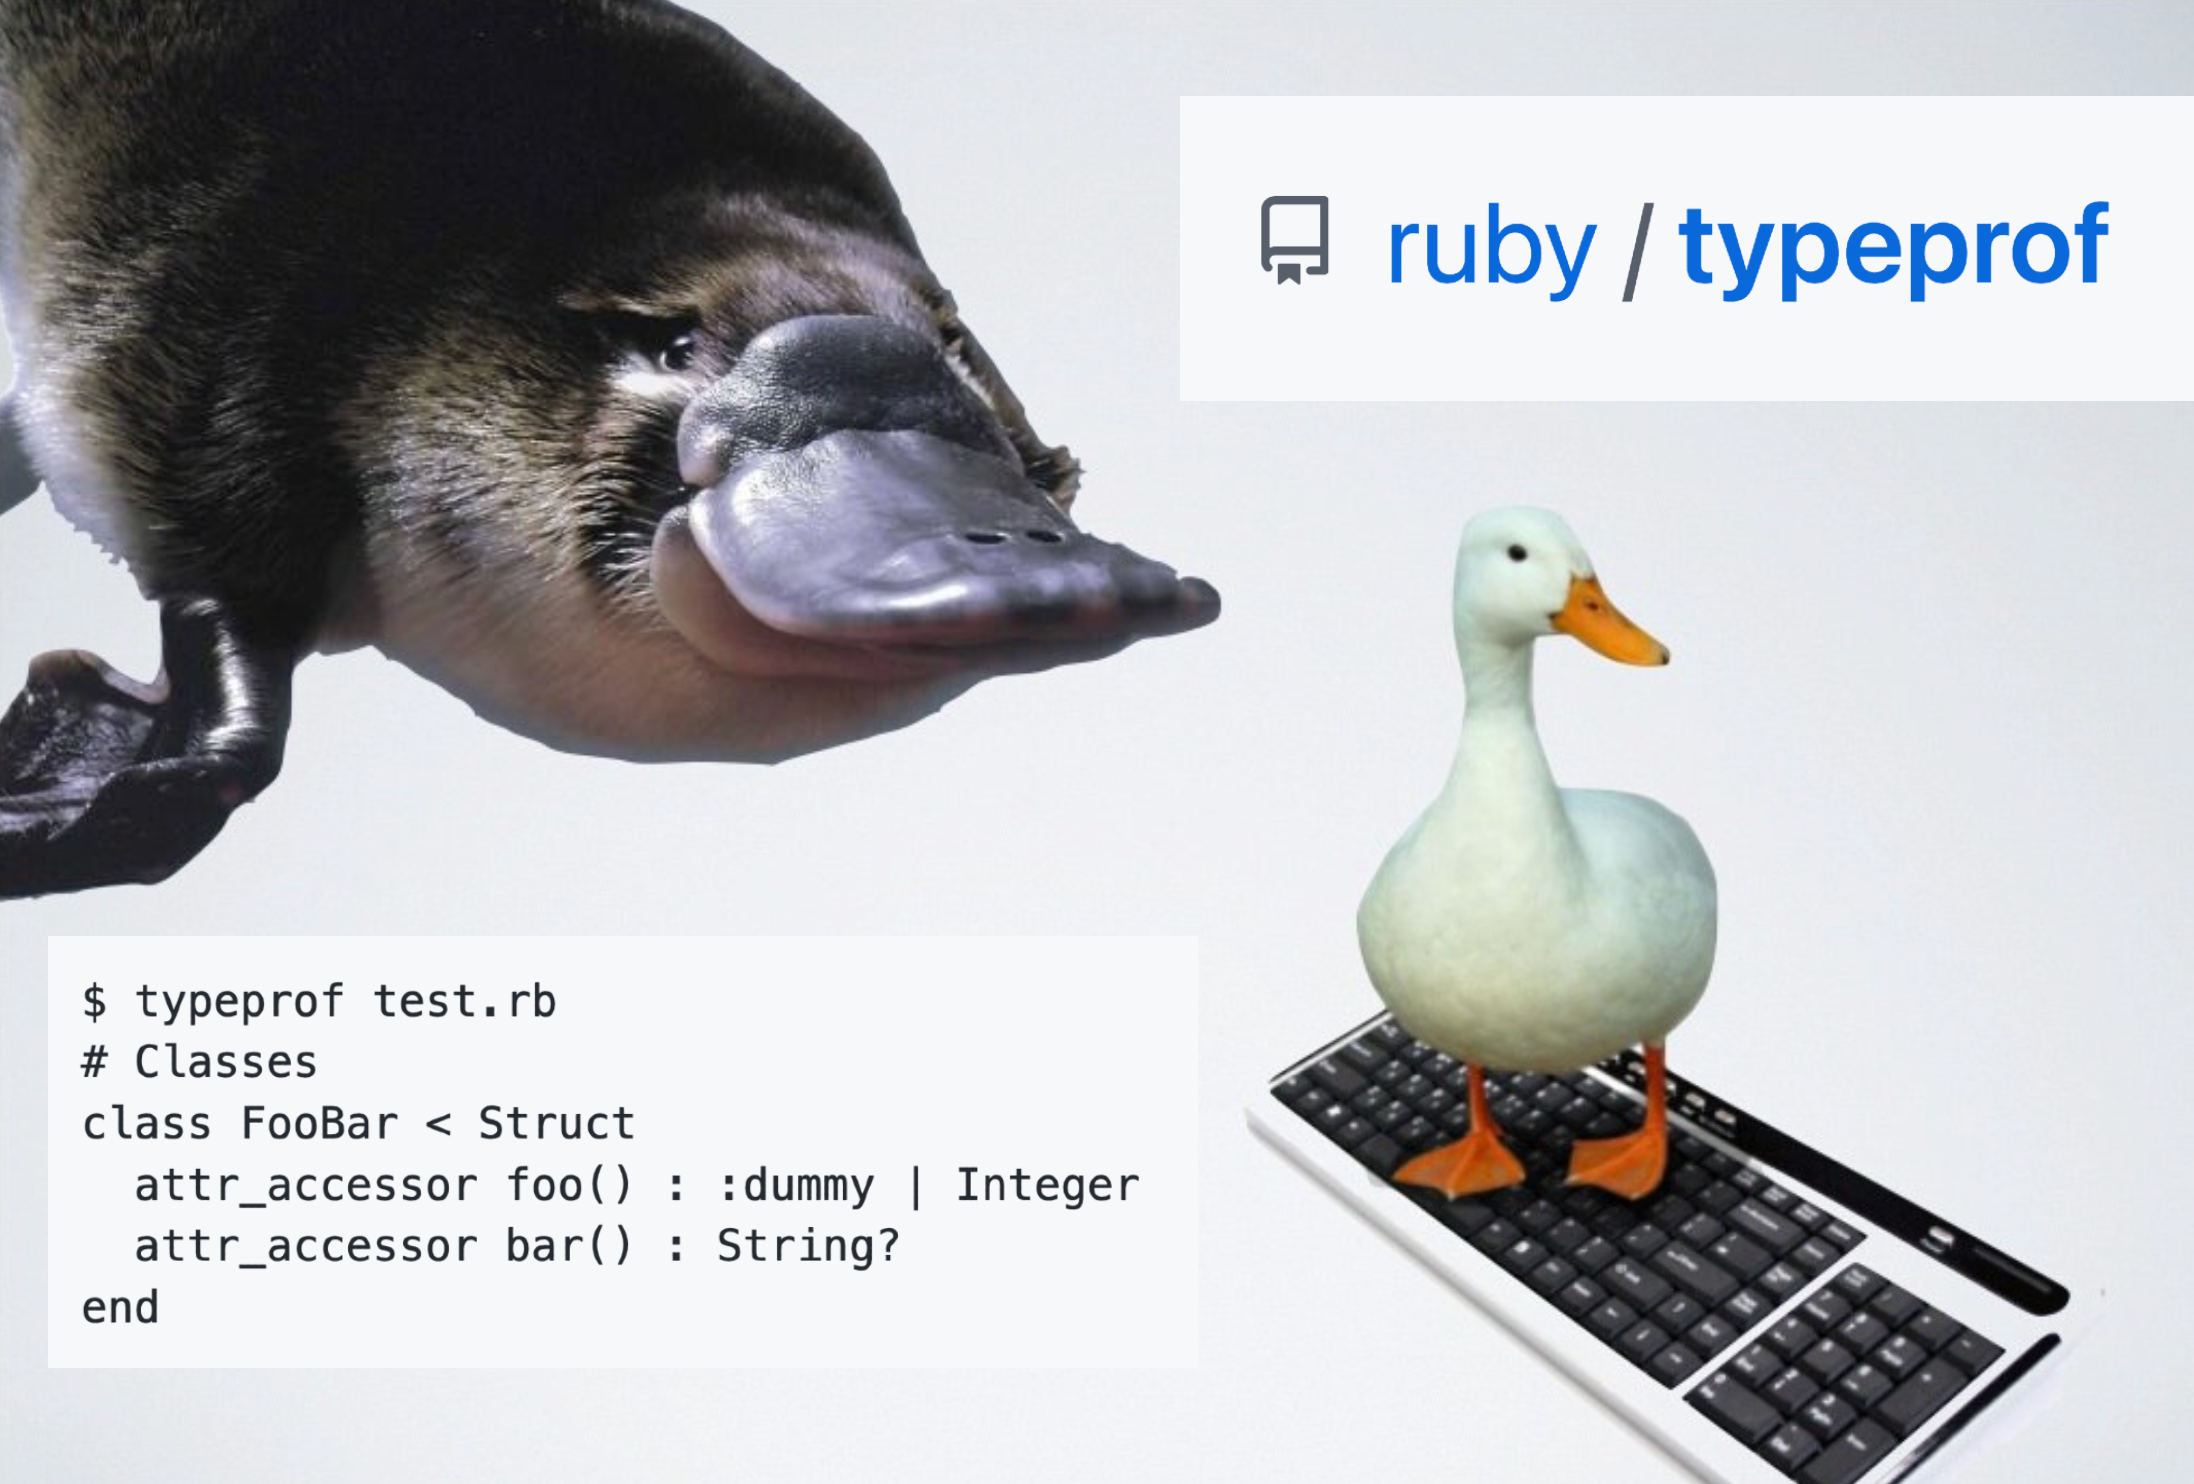 ruby / typeprof
$ typeprof test.rb
# Classes
class FooBar < Struct
  attr_accessor foo() : :dummy | Integer
  attr_accessor bar() : String?
end